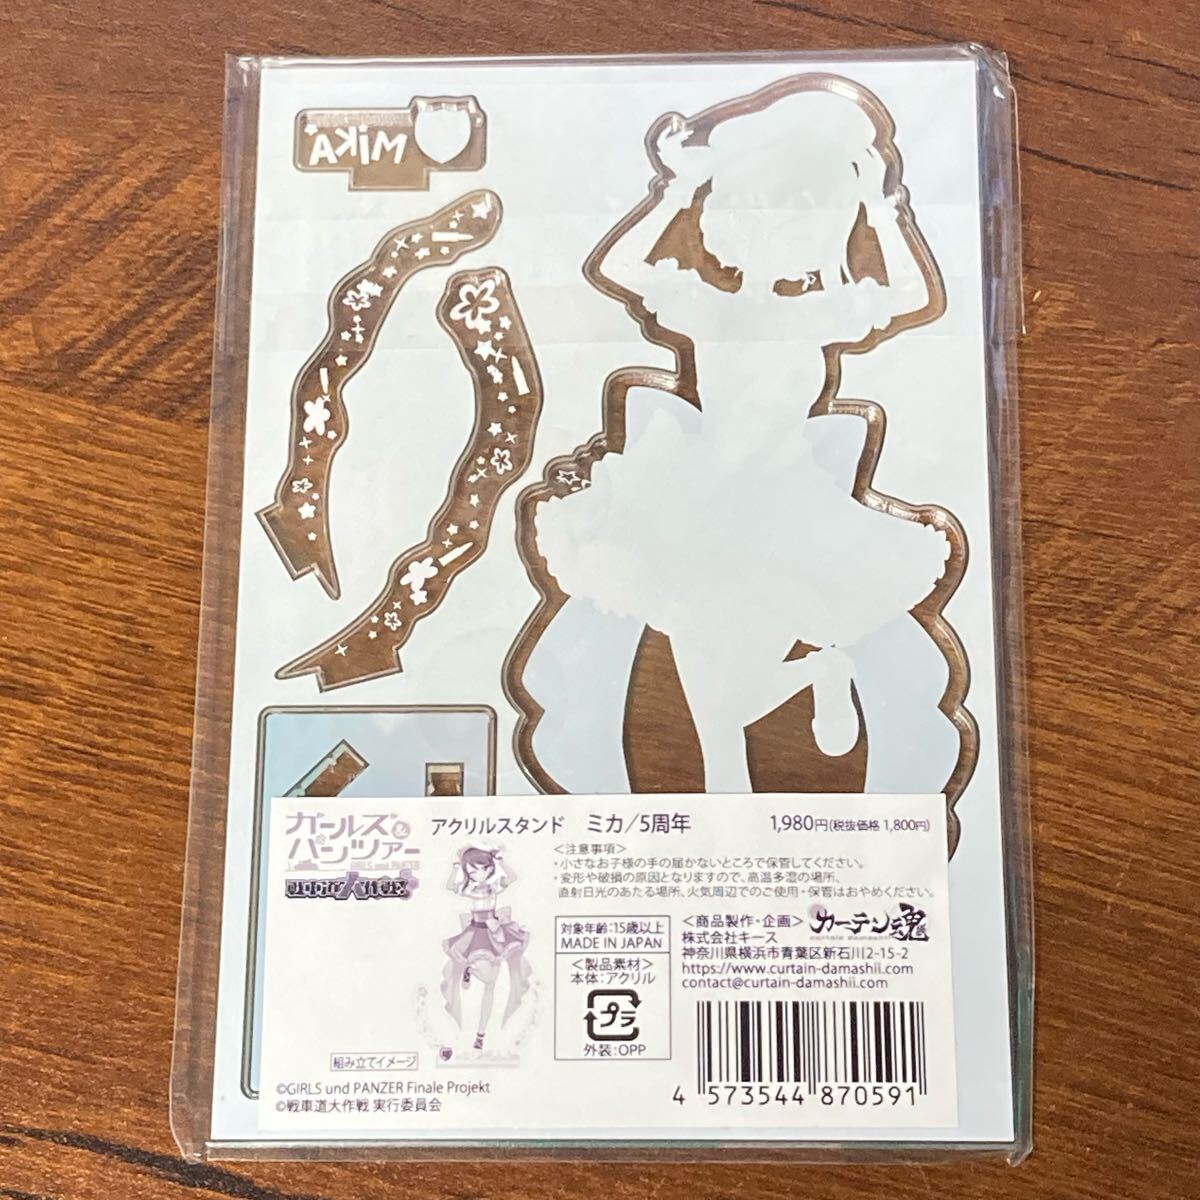 MiKA
ガールズ&パンツァー
GIRLS und PANZER
戦車道大作戦!
アクリルスタンド ミカ/5周年
1,980円(税抜価格 1,800円)
<注意事項>
・小さなお子様の手の届かないところで保管してください。
・変形や破損の原因となりますので、高温多湿の場所、
直射日光のあたる場所、火気周辺でのご使用・保管はおやめください。
対象年齢:15歳以上
MADE IN JAPAN
<製品素材>
本体:アクリル
プラ
外装:OPP
<商品製作・企画>
カーテン魂
curtain damashii
株式会社キース
神奈川県横浜市青葉区新石川2-15-2
https://www.curtain-damashii.com
contact@curtain-damashii.com
組み立てイメージ
©GIRLS und PANZER Finale Projekt
©戦車道大作戦 実行委員会
4 573544 870591